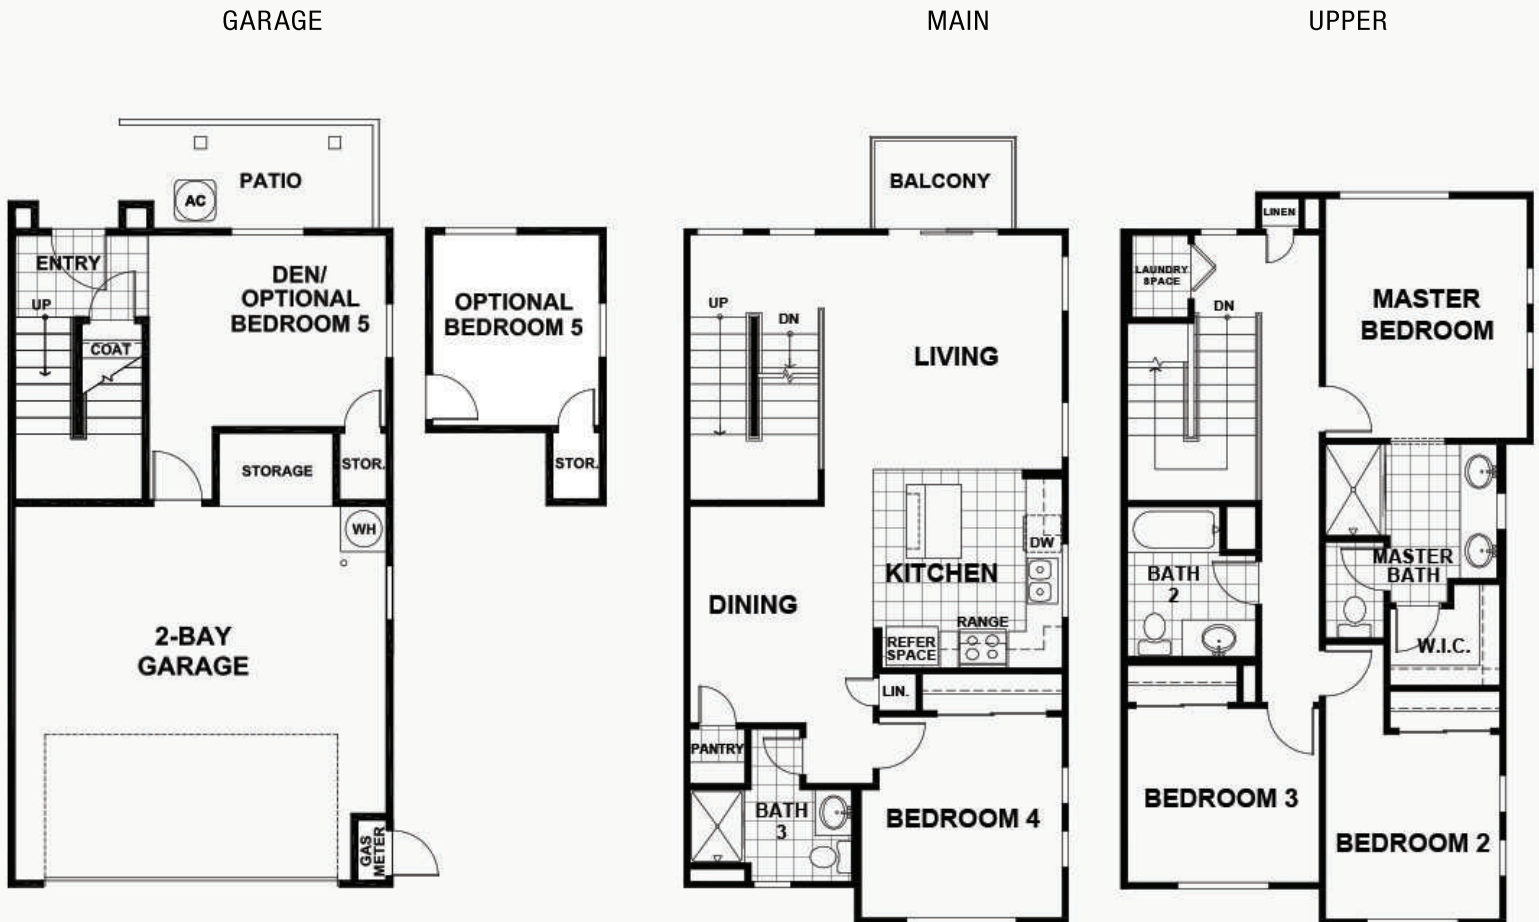 GARAGE
MAIN
UPPER
PATIO
AC
ENTRY
UP
COAT
DEN/
OPTIONAL
BEDROOM 5
STORAGE
STOR.
WH
2-BAY
GARAGE
GAS
METER
OPTIONAL
BEDROOM 5
STOR.
BALCONY
UP
DN
LIVING
KITCHEN
DW
DINING
RANGE
REFER
SPACE
LIN.
PANTRY
BATH
3
BEDROOM 4
LINEN
LAUNDRY
SPACE
DN
MASTER
BEDROOM
MASTER
BATH
BATH
2
W.I.C.
BEDROOM 3
BEDROOM 2